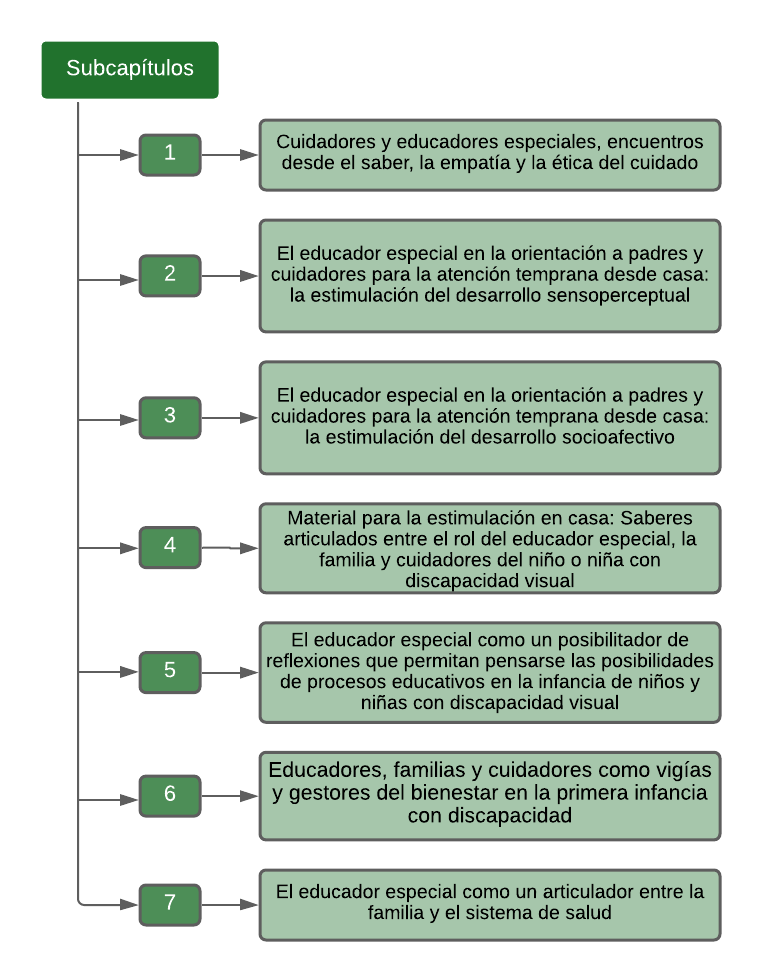 Subcapítulos
1
Cuidadores y educadores especiales, encuentros
desde el saber, la empatía y la ética del cuidado
2
El educador especial en la orientación a padres y
cuidadores para la atención temprana desde casa:
la estimulación del desarrollo sensoperceptual
3
El educador especial en la orientación a padres y
cuidadores para la atención temprana desde casa:
la estimulación del desarrollo socioafectivo
4
Material para la estimulación en casa: Saberes
articulados entre el rol del educador especial, la
familia y cuidadores del niño o niña con
discapacidad visual
5
El educador especial como un posibilitador de
reflexiones que permitan pensarse las posibilidades
de procesos educativos en la infancia de niños y
niñas con discapacidad visual
6
Educadores, familias y cuidadores como vigías
y gestores del bienestar en la primera infancia
con discapacidad
7
El educador especial como un articulador entre la
familia y el sistema de salud